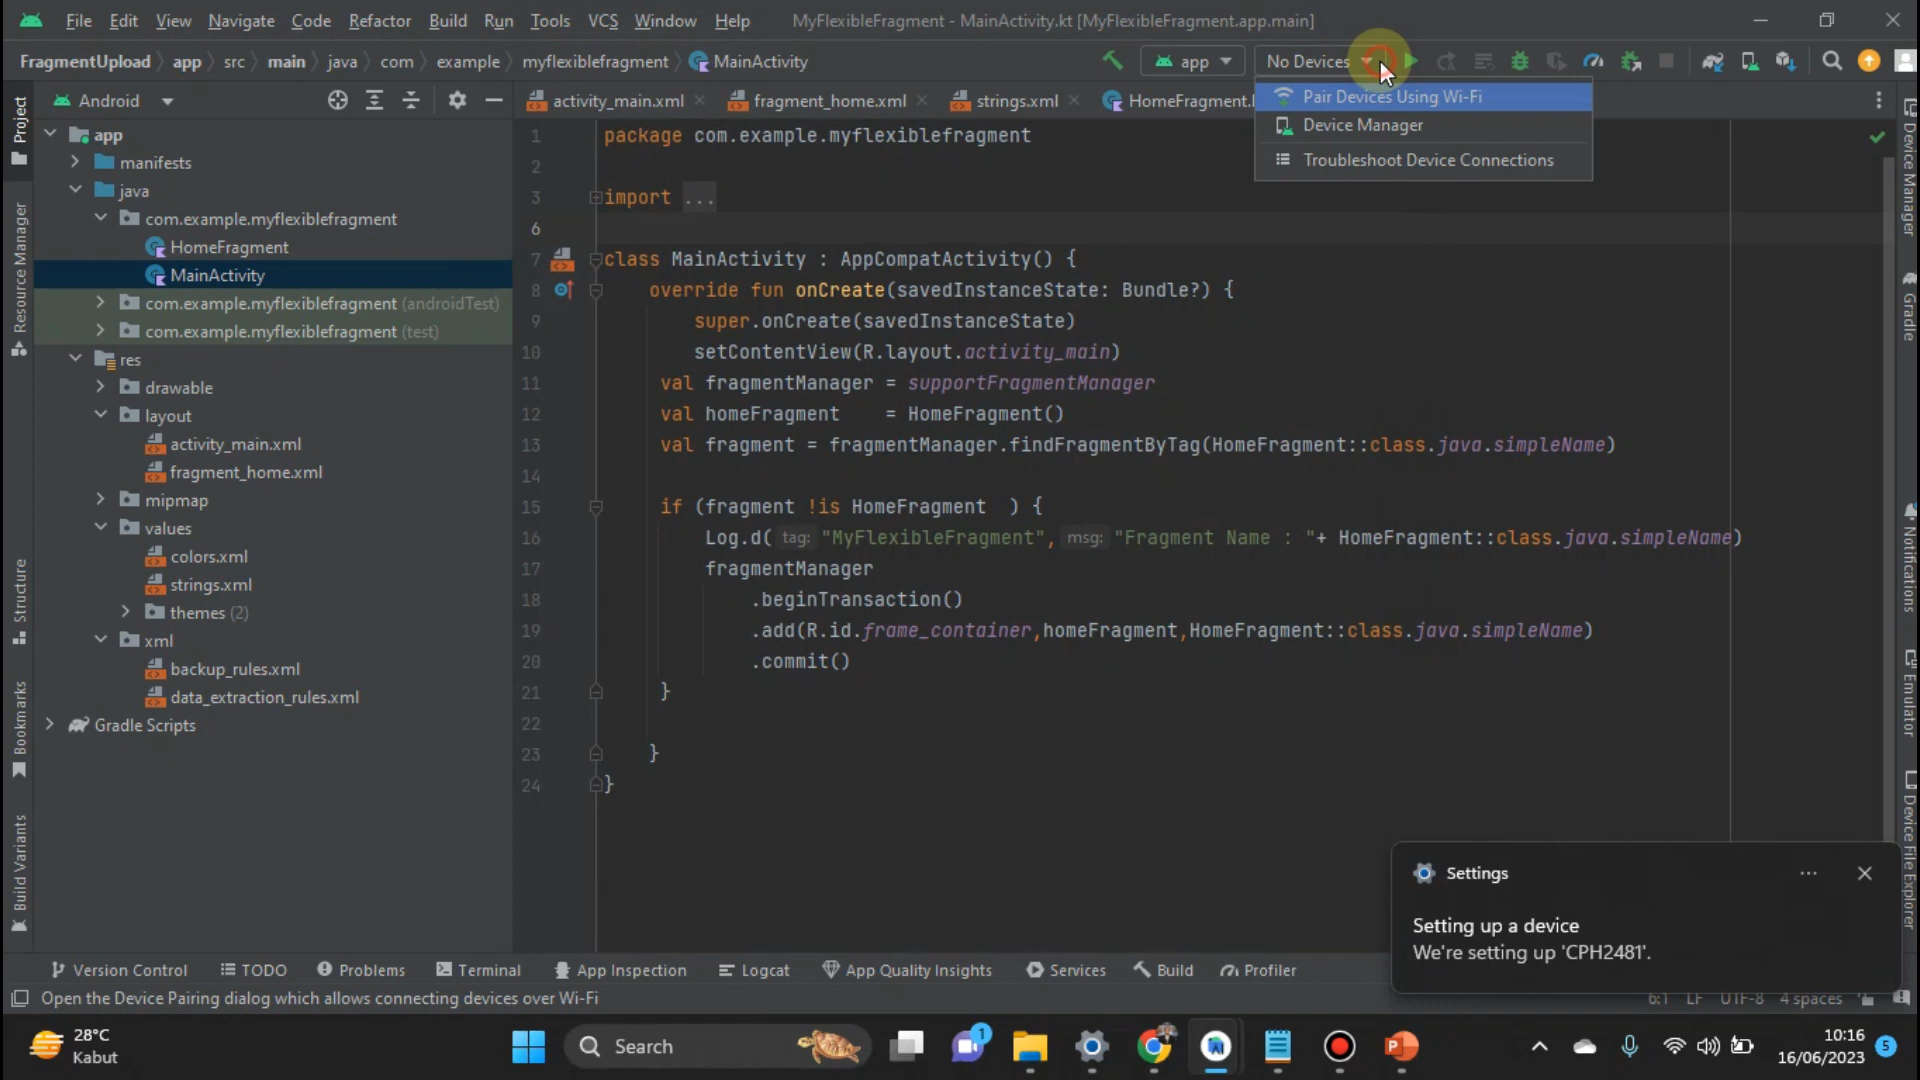 File Edit View Navigate Code Refactor Build Run Tools VCS Window Help MyFlexibleFragment - MainActivity.kt [MyFlexibleFragment.app.main]
FragmentUpload app src main java com example myflexiblefragment MainActivity app No Devices
Android
activity_main.xml fragment_home.xml strings.xml HomeFragment.
Pair Devices Using Wi-Fi
Device Manager
Troubleshoot Device Connections
Project
Resource Manager
Structure
Bookmarks
Build Variants
app
manifests
java
com.example.myflexiblefragment
HomeFragment
MainActivity
com.example.myflexiblefragment (androidTest)
com.example.myflexiblefragment (test)
res
drawable
layout
activity_main.xml
fragment_home.xml
mipmap
values
colors.xml
strings.xml
themes (2)
xml
backup_rules.xml
data_extraction_rules.xml
Gradle Scripts
1 package com.example.myflexiblefragment
2
3 import ...
6
7 class MainActivity : AppCompatActivity() {
8 override fun onCreate(savedInstanceState: Bundle?) {
9 super.onCreate(savedInstanceState)
10 setContentView(R.layout.activity_main)
11 val fragmentManager = supportFragmentManager
12 val homeFragment = HomeFragment()
13 val fragment = fragmentManager.findFragmentByTag(HomeFragment::class.java.simpleName)
14
15 if (fragment !is HomeFragment ) {
16 Log.d( tag: "MyFlexibleFragment", msg: "Fragment Name : "+ HomeFragment::class.java.simpleName)
17 fragmentManager
18 .beginTransaction()
19 .add(R.id.frame_container,homeFragment,HomeFragment::class.java.simpleName)
20 .commit()
21 }
22
23 }
24 }
Device Manager
Gradle
Notifications
Emulator
Device File Explorer
Settings
Setting up a device
We're setting up 'CPH2481'.
Version Control TODO Problems Terminal App Inspection Logcat App Quality Insights Services Build Profiler
Open the Device Pairing dialog which allows connecting devices over Wi-Fi 6:1 LF UTF-8 4 spaces
28°C
Kabut
Search
1
10:16
16/06/2023
5